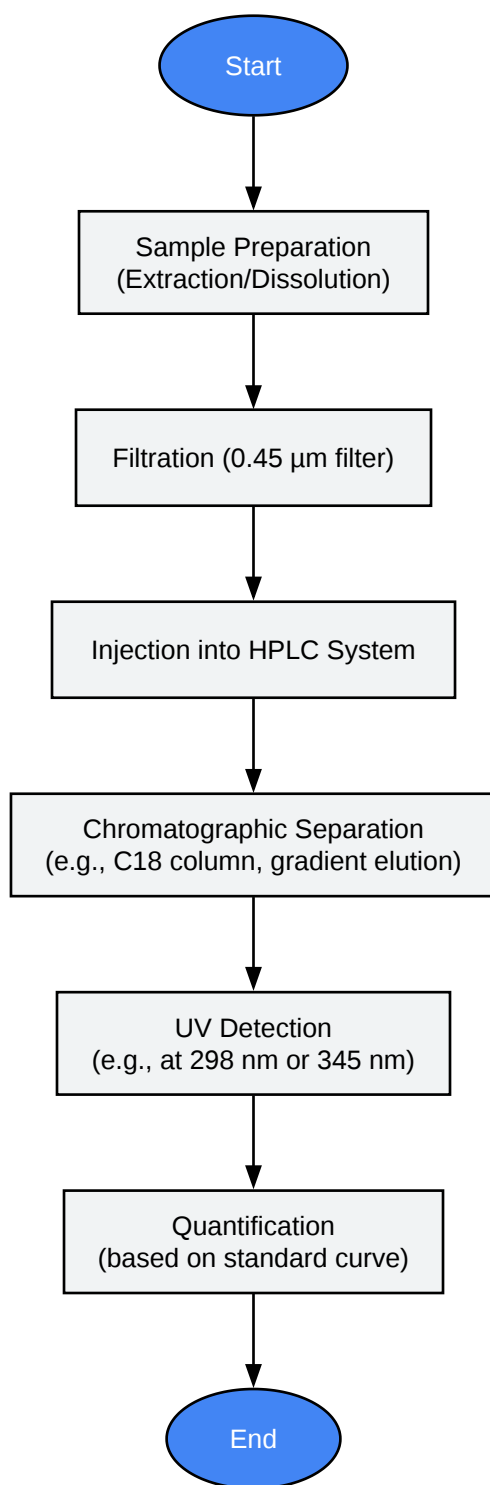 Start
Sample Preparation
(Extraction/Dissolution)
Filtration (0.45 µm filter)
Injection into HPLC System
Chromatographic Separation
(e.g., C18 column, gradient elution)
UV Detection
(e.g., at 298 nm or 345 nm)
Quantification
(based on standard curve)
End